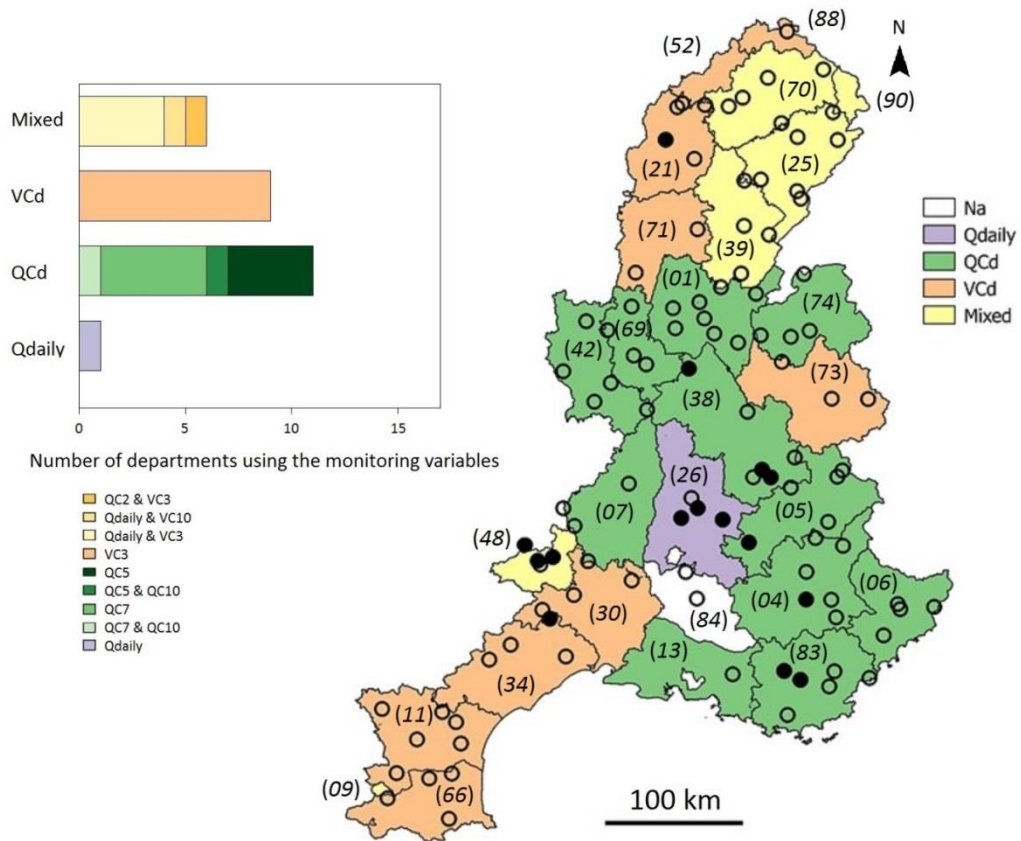 Mixed
VCd
QCd
Qdaily
0 5 10 15
Number of departments using the monitoring variables
QC2 & VC3
Qdaily & VC10
Qdaily & VC3
VC3
QC5
QC5 & QC10
QC7
QC7 & QC10
Qdaily
(88)
N
(52)
(70)
(90)
(25)
(21)
(71)
(39)
Na
Qdaily
QCd
VCd
Mixed
(01)
(74)
(69)
(42)
(73)
(38)
(26)
(07)
(05)
(48)
(06)
(04)
(30)
(84)
(13)
(83)
(34)
(11)
(09)
(66)
100 km